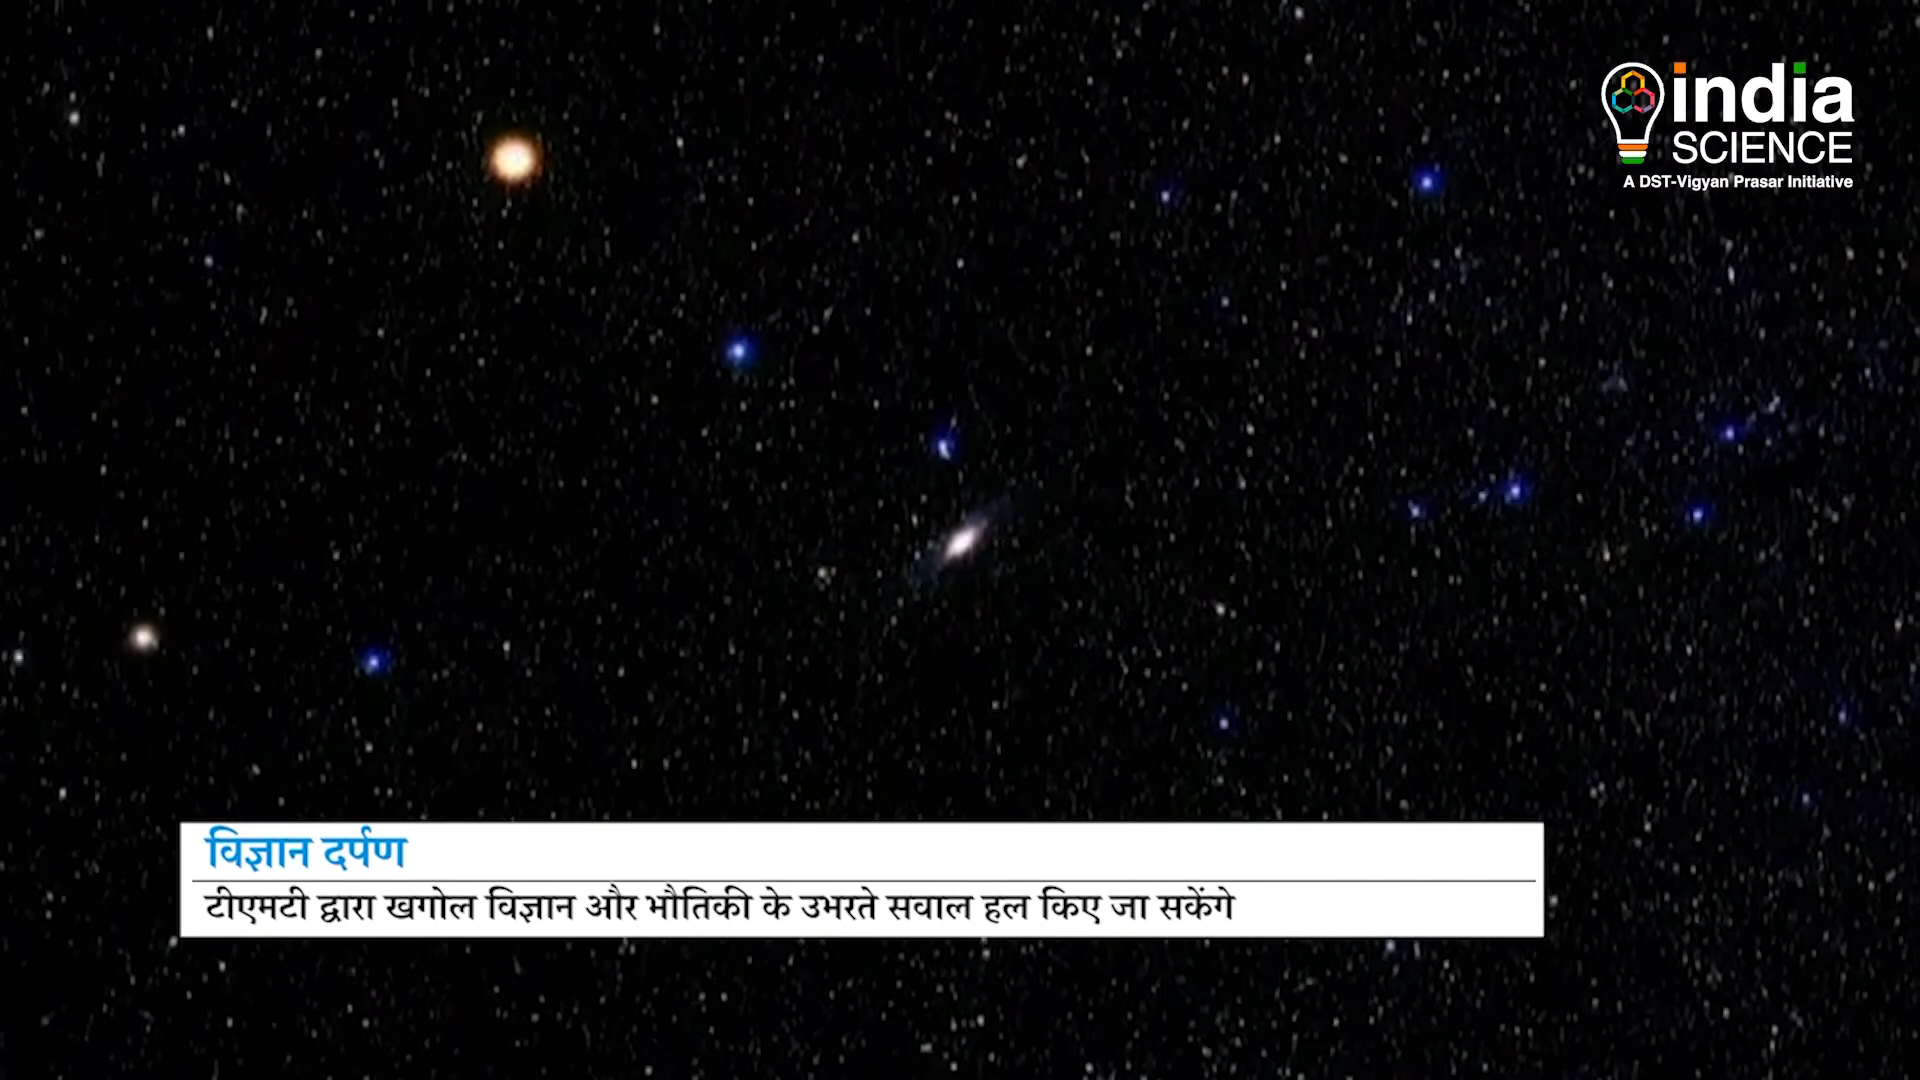 india
SCIENCE
A DST-Vigyan Prasar Initiative
विज्ञान दर्पण
टीएमटी द्वारा खगोल विज्ञान और भौतिकी के उभरते सवाल हल किए जा सकेंगे